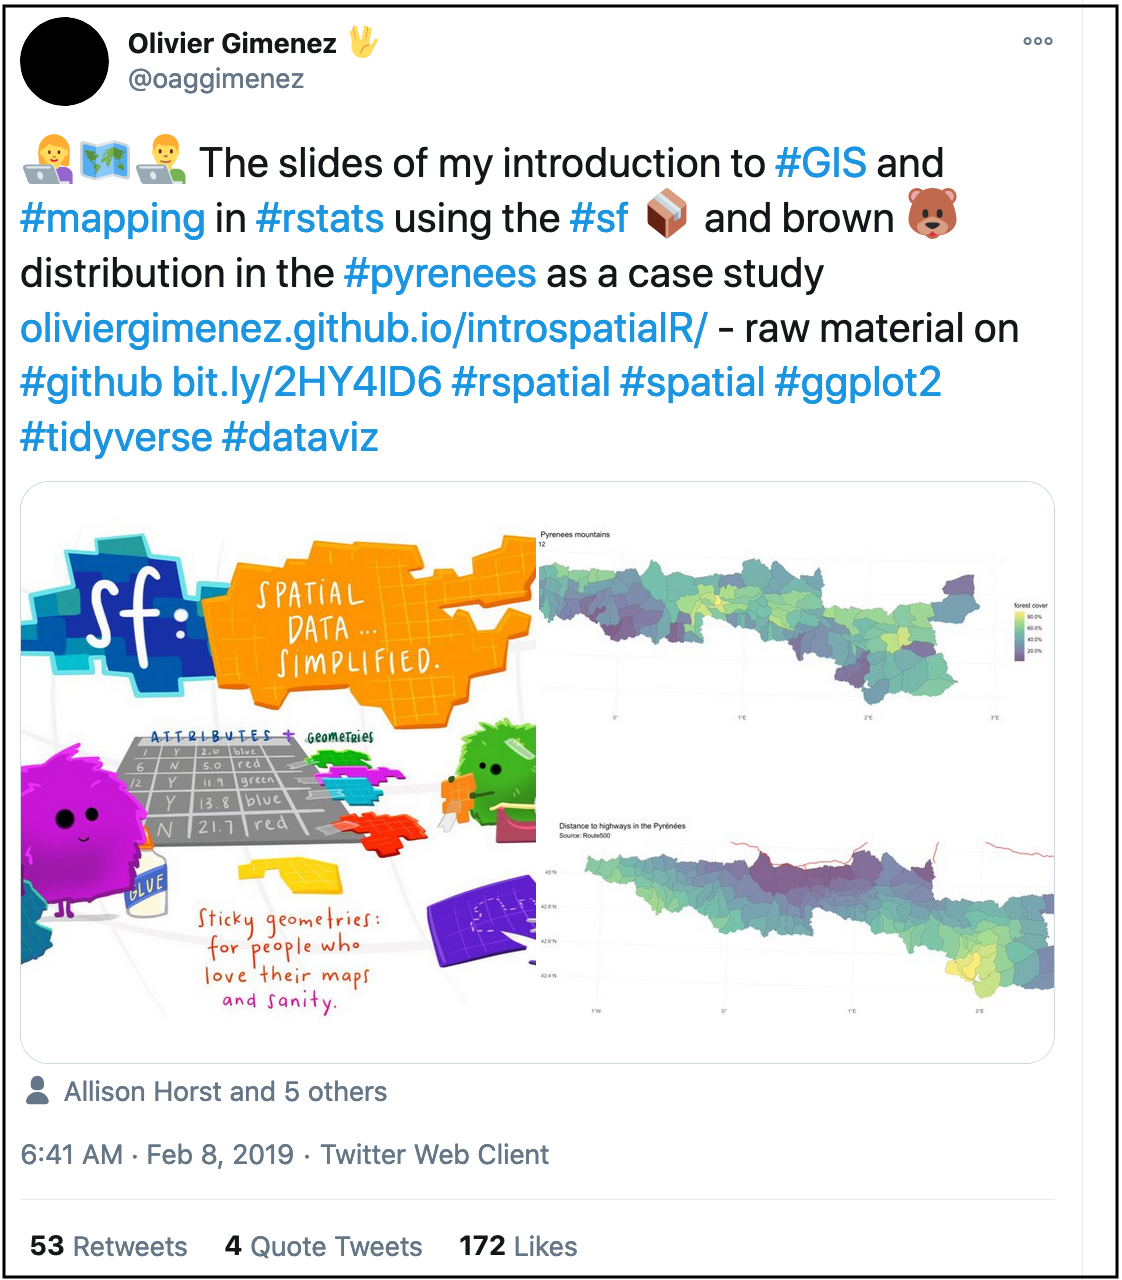 Olivier Gimenez 🖖
@oaggimenez
👩‍💻🗺️👨‍💻 The slides of my introduction to #GIS and
#mapping in #rstats using the #sf 📦 and brown 🐻
distribution in the #pyrenees as a case study
oliviergimenez.github.io/introspatialR/ - raw material on
#github bit.ly/2HY4lD6 #rspatial #spatial #ggplot2
#tidyverse #dataviz
sf:
SPATIAL
DATA ...
SIMPLIFIED.
ATTRIBUTES + GEOMETRIES
1 Y 2.6 blue
6 N 5.0 red
12 Y 11.9 green
Y 13.8 blue
N 21.7 red
GLUE
Sticky geometries:
for people who
love their maps
and sanity.
Pyrenees mountains
12
forest cover
80.0%
60.0%
40.0%
20.0%
0° 1°E 2°E 3°E
Distance to highways in the Pyrénées
Source: Route500
43°N
42.8°N
42.6°N
42.4°N
1°W 0° 1°E 2°E
Allison Horst and 5 others
6:41 AM · Feb 8, 2019 · Twitter Web Client
53 Retweets 4 Quote Tweets 172 Likes